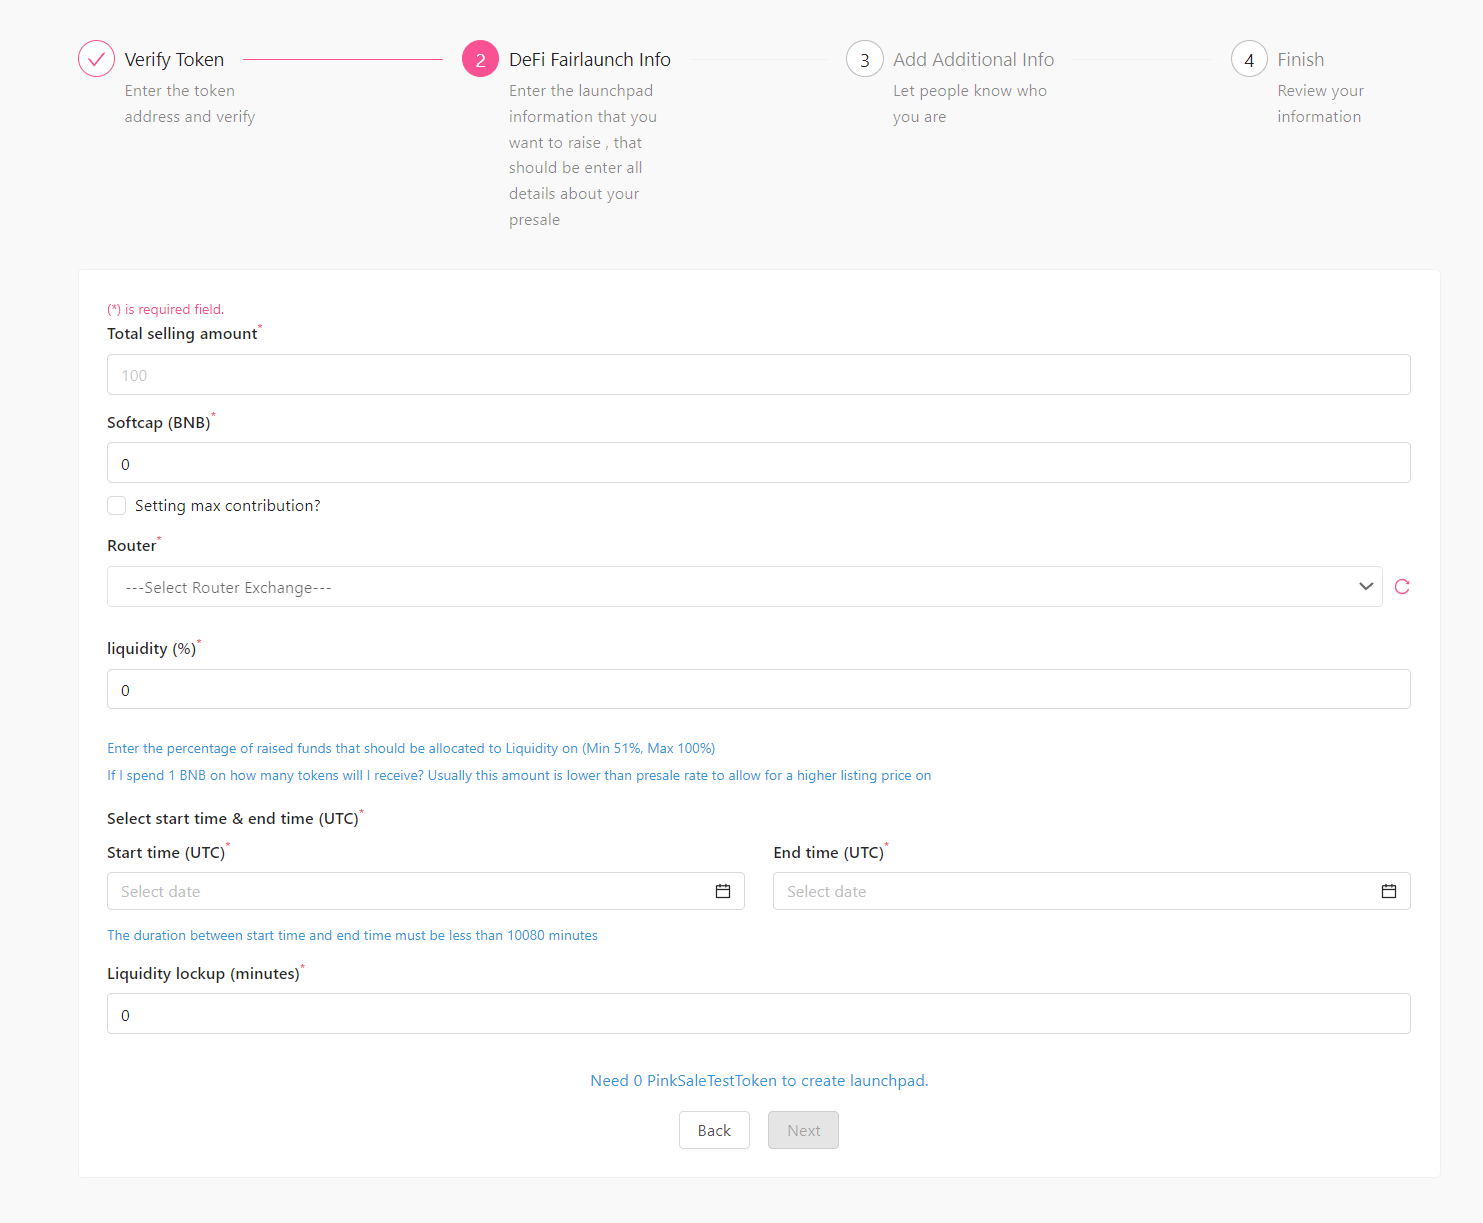 Verify Token
Enter the token
address and verify
2
DeFi Fairlaunch Info
Enter the launchpad
information that you
want to raise , that
should be enter all
details about your
presale
3
Add Additional Info
Let people know who
you are
4
Finish
Review your
information
(*) is required field.
Total selling amount*
100
Softcap (BNB)*
0
Setting max contribution?
Router*
---Select Router Exchange---
liquidity (%)*
0
Enter the percentage of raised funds that should be allocated to Liquidity on (Min 51%, Max 100%)
If I spend 1 BNB on how many tokens will I receive? Usually this amount is lower than presale rate to allow for a higher listing price on
Select start time & end time (UTC)*
Start time (UTC)*
Select date
End time (UTC)*
Select date
The duration between start time and end time must be less than 10080 minutes
Liquidity lockup (minutes)*
0
Need 0 PinkSaleTestToken to create launchpad.
Back
Next